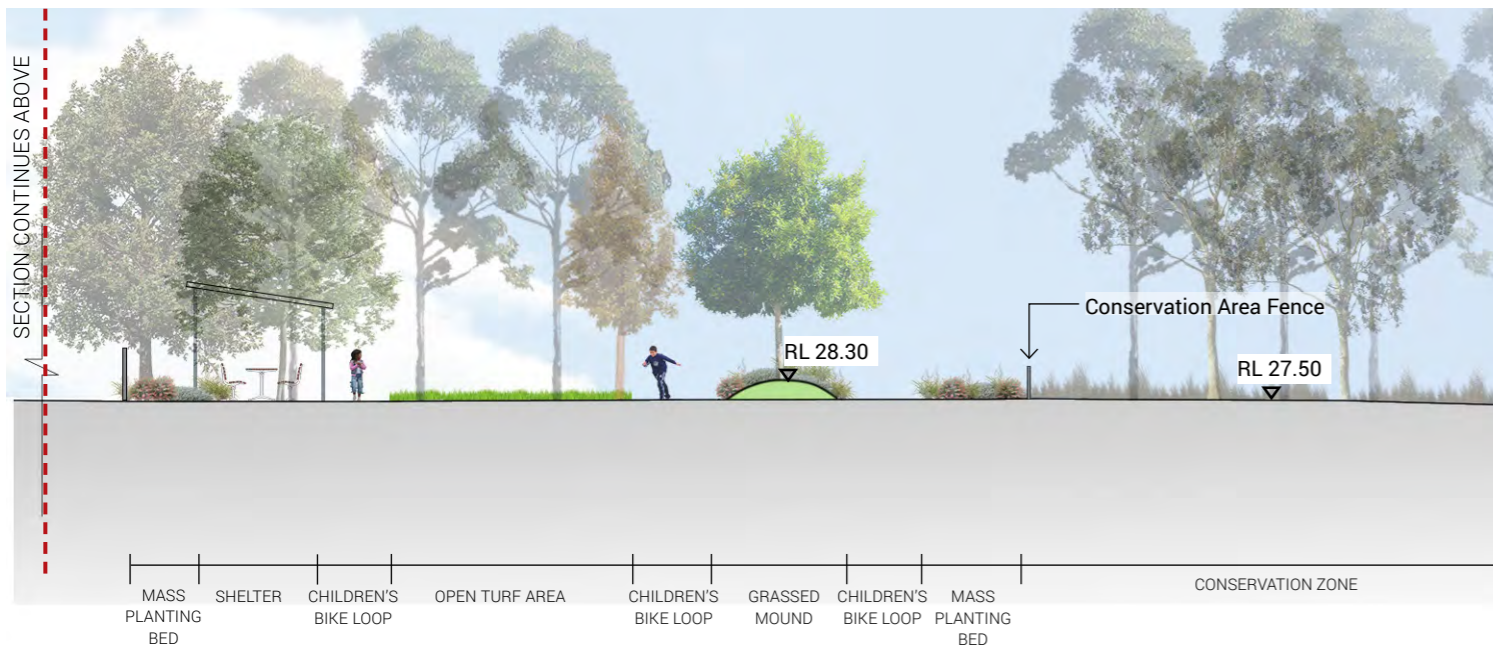 SECTION CONTINUES ABOVE
Conservation Area Fence
RL 28.30
RL 27.50
MASS
PLANTING
BED
SHELTER
CHILDREN'S
BIKE LOOP
OPEN TURF AREA
CHILDREN'S
BIKE LOOP
GRASSED
MOUND
CHILDREN'S
BIKE LOOP
MASS
PLANTING
BED
CONSERVATION ZONE